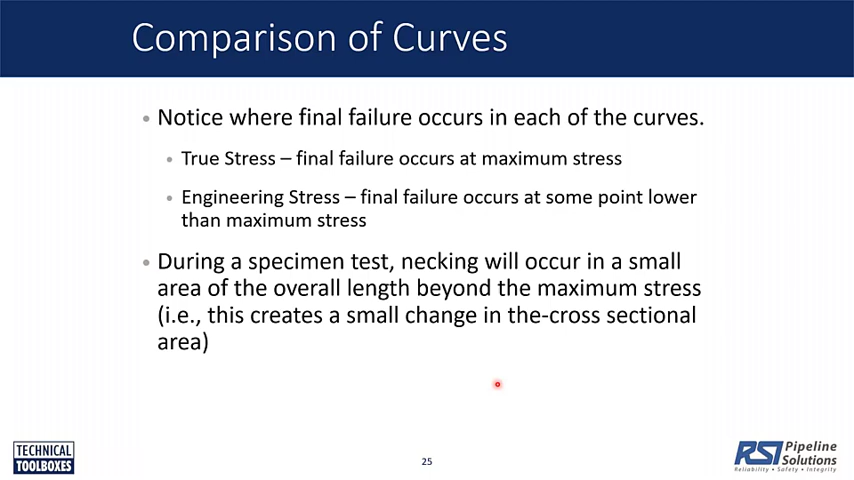 Comparison of Curves
• Notice where final failure occurs in each of the curves.
• True Stress – final failure occurs at maximum stress
• Engineering Stress – final failure occurs at some point lower
than maximum stress
• During a specimen test, necking will occur in a small
area of the overall length beyond the maximum stress
(i.e., this creates a small change in the-cross sectional
area)
TECHNICAL
TOOLBOXES
25
RSI Pipeline
Solutions
Reliability • Safety • Integrity